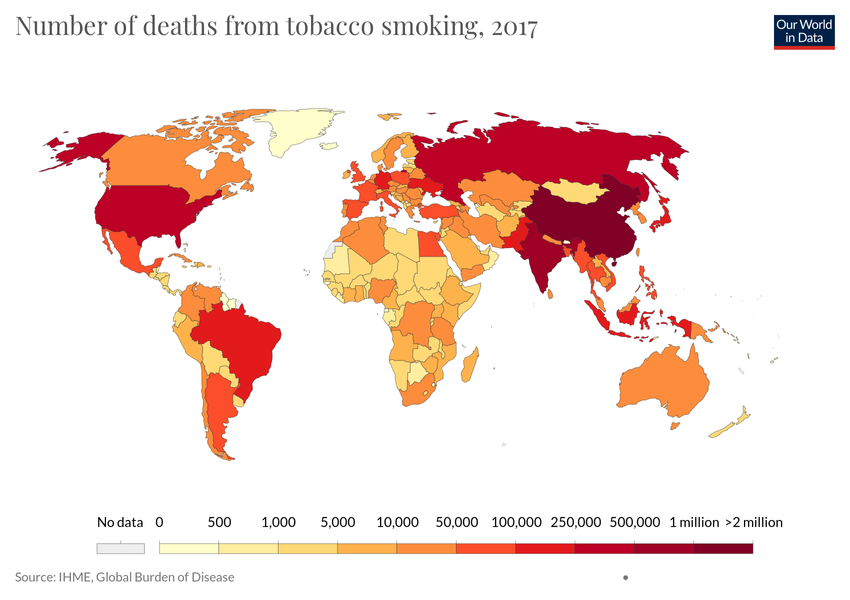 Number of deaths from tobacco smoking, 2017
Our World
in Data
No data 0 500 1,000 5,000 10,000 50,000 100,000 250,000 500,000 1 million >2 million
Source: IHME, Global Burden of Disease